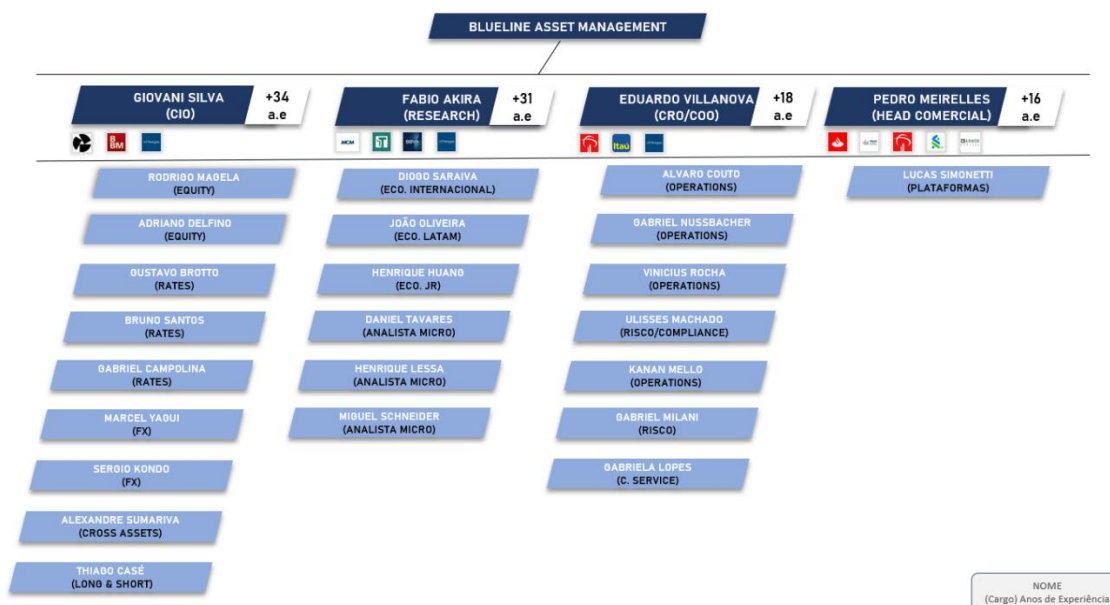 BLUELINE ASSET MANAGEMENT
GIOVANI SILVA
(CIO)
+34
a.e
FABIO AKIRA
(RESEARCH)
+31
a.e
EDUARDO VILLANOVA
(CRO/COO)
+18
a.e
PEDRO MEIRELLES
(HEAD COMERCIAL)
+16
a.e
B
BM
MCM
Itaú
RODRIGO MAGELA
(EQUITY)
ADRIANO DELFINO
(EQUITY)
GUSTAVO BROTTO
(RATES)
BRUNO SANTOS
(RATES)
GABRIEL CAMPOLINA
(RATES)
MARCEL YAGUI
(FX)
SERGIO KONDO
(FX)
ALEXANDRE SUMARIVA
(CROSS ASSETS)
THIAGO CASÉ
(LONG & SHORT)
DIOGO SARAIVA
(ECO. INTERNACIONAL)
JOÃO OLIVEIRA
(ECO. LATAM)
HENRIQUE HUANG
(ECO. JR)
DANIEL TAVARES
(ANALISTA MICRO)
HENRIQUE LESSA
(ANALISTA MICRO)
MIGUEL SCHNEIDER
(ANALISTA MICRO)
ALVARO COUTO
(OPERATIONS)
GABRIEL NUSSBACHER
(OPERATIONS)
VINICIUS ROCHA
(OPERATIONS)
ULISSES MACHADO
(RISCO/COMPLIANCE)
KANAN MELLO
(OPERATIONS)
GABRIEL MILANI
(RISCO)
GABRIELA LOPES
(C. SERVICE)
LUCAS SIMONETTI
(PLATAFORMAS)
NOME
(Cargo) Anos de Experiência